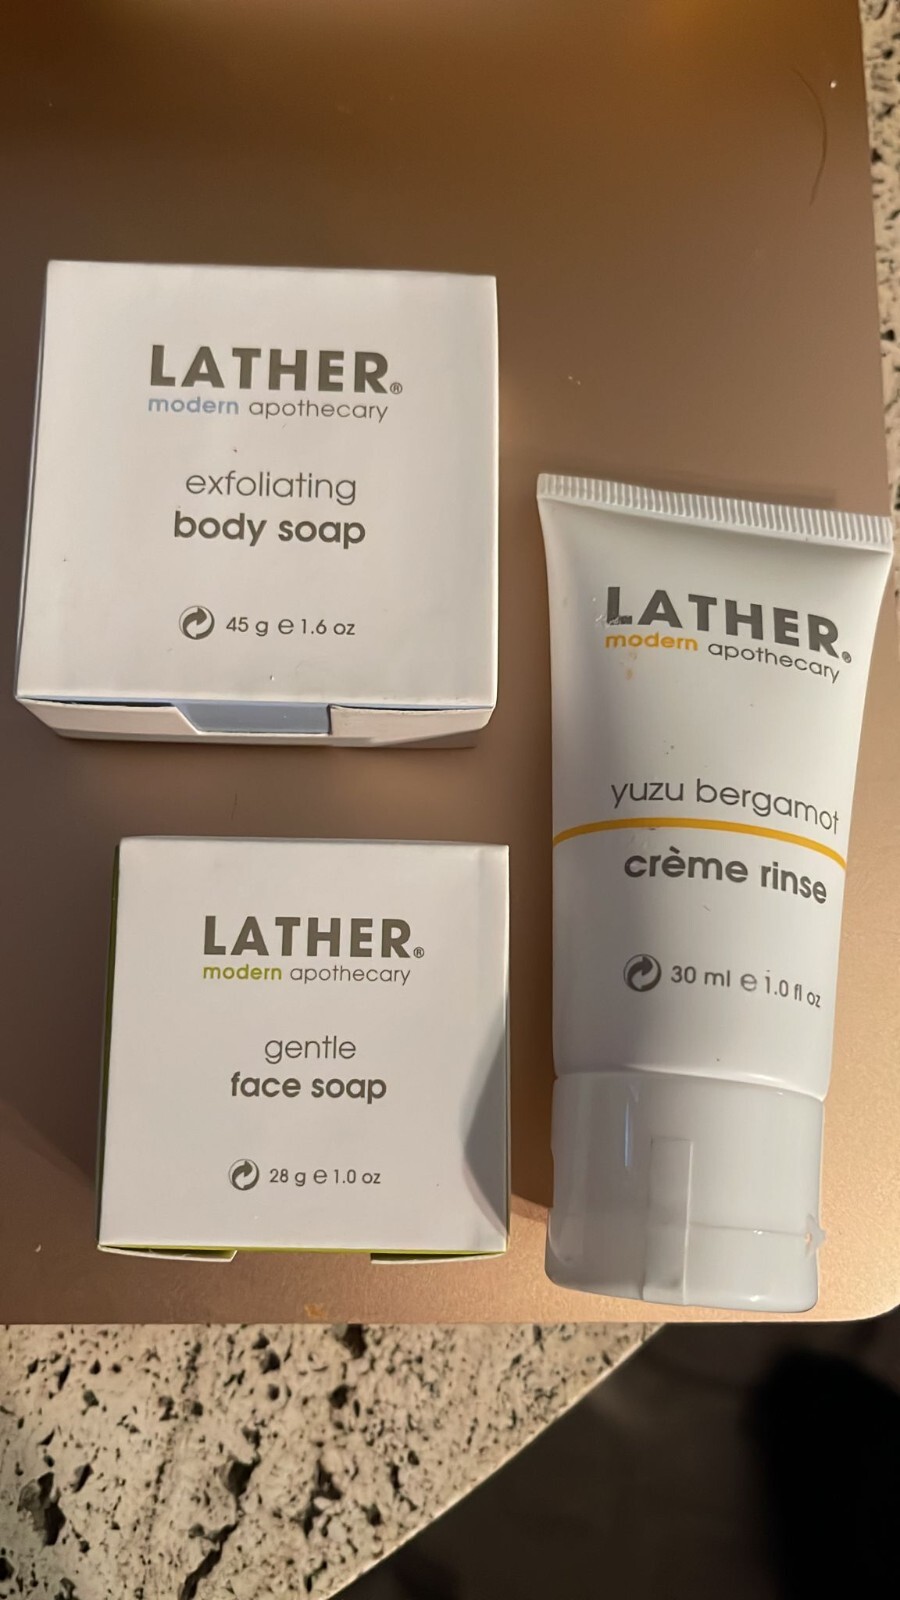 LATHER®
modern apothecary
exfoliating
body soap
45 g ℮ 1.6 oz
LATHER®
modern apothecary
yuzu bergamot
crème rinse
30 ml ℮ 1.0 fl oz
LATHER®
modern apothecary
gentle
face soap
28 g ℮ 1.0 oz